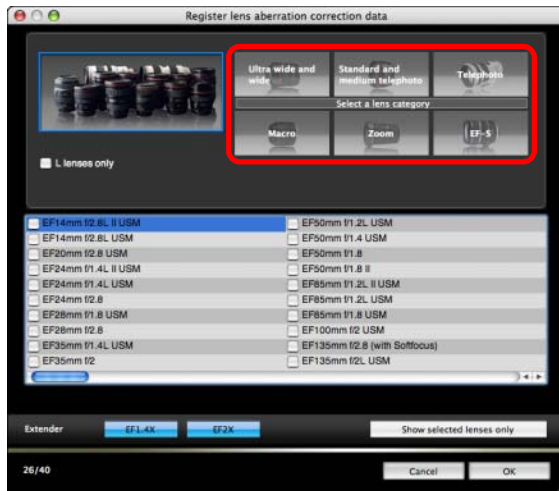 Register lens aberration correction data
Ultra wide and wide
Standard and medium telephoto
Telephoto
Select a lens category
Macro
Zoom
EF-S
L lenses only
EF14mm f/2.8L II USM
EF14mm f/2.8L USM
EF20mm f/2.8 USM
EF24mm f/1.4L II USM
EF24mm f/1.4L USM
EF24mm f/2.8
EF28mm f/1.8 USM
EF28mm f/2.8
EF35mm f/1.4L USM
EF35mm f/2
EF50mm f/1.2L USM
EF50mm f/1.4 USM
EF50mm f/1.8
EF50mm f/1.8 II
EF85mm f/1.2L II USM
EF85mm f/1.2L USM
EF85mm f/1.8 USM
EF100mm f/2 USM
EF135mm f/2.8 (with Softfocus)
EF135mm f/2L USM
Extender
EF1.4X
EF2X
Show selected lenses only
26/40
Cancel
OK